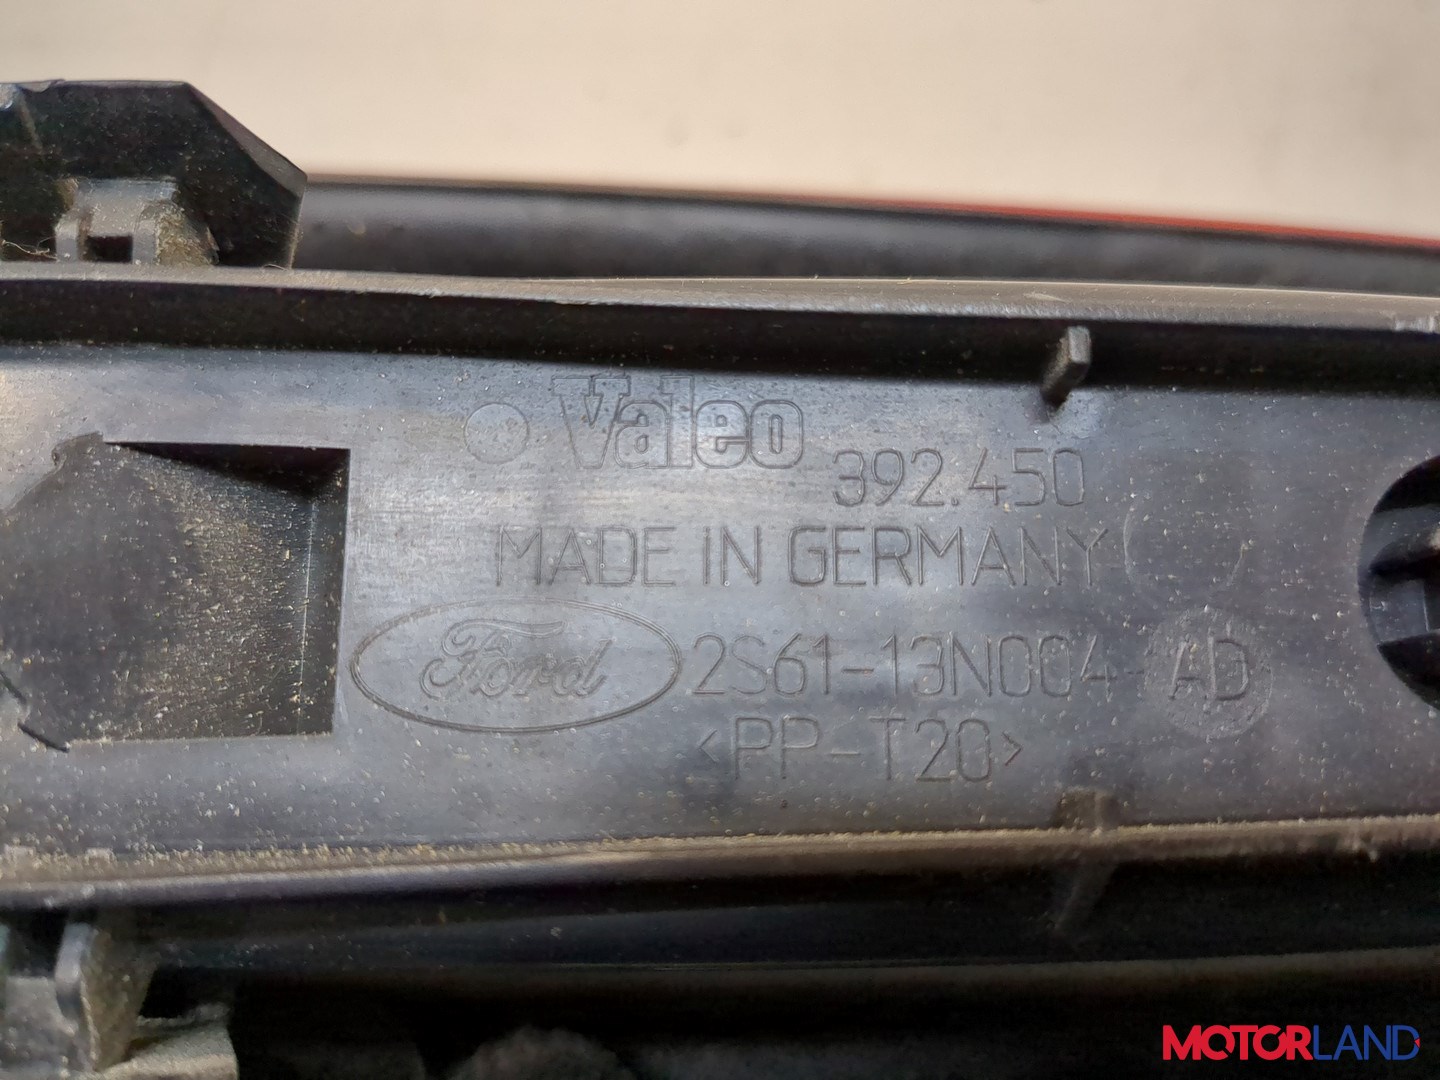 Valeo
392.450
MADE IN GERMANY
Ford 2S61-13N004 AD
<PP-T20>
MOTORLAND